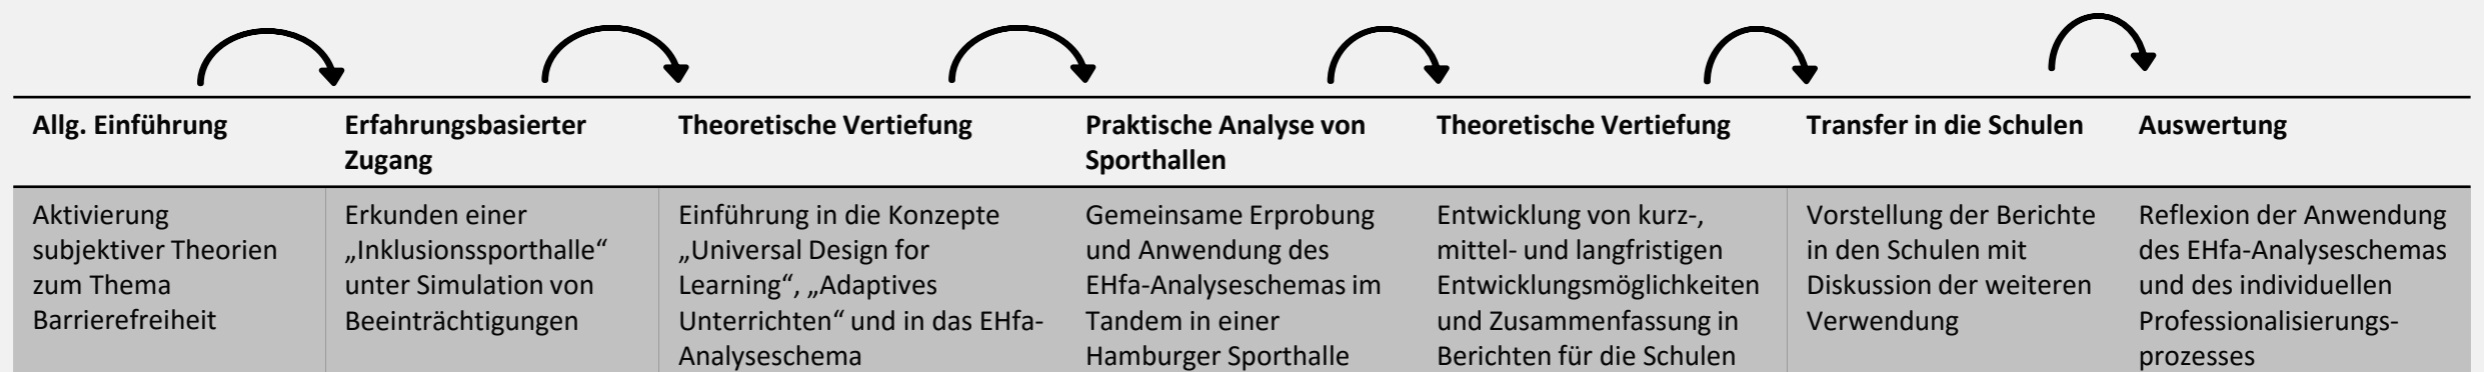 Allg. Einführung
Erfahrungsbasierter
Zugang
Theoretische Vertiefung
Praktische Analyse von
Sporthallen
Theoretische Vertiefung
Transfer in die Schulen
Auswertung
Aktivierung
subjektiver Theorien
zum Thema
Barrierefreiheit
Erkunden einer
„Inklusionssporthalle“
unter Simulation von
Beeinträchtigungen
Einführung in die Konzepte
„Universal Design for
Learning“, „Adaptives
Unterrichten“ und in das EHfa-
Analyseschema
Gemeinsame Erprobung
und Anwendung des
EHfa-Analyseschemas im
Tandem in einer
Hamburger Sporthalle
Entwicklung von kurz-,
mittel- und langfristigen
Entwicklungsmöglichkeiten
und Zusammenfassung in
Berichten für die Schulen
Vorstellung der Berichte
in den Schulen mit
Diskussion der weiteren
Verwendung
Reflexion der Anwendung
des EHfa-Analyseschemas
und des individuellen
Professionalisierungs-
prozesses